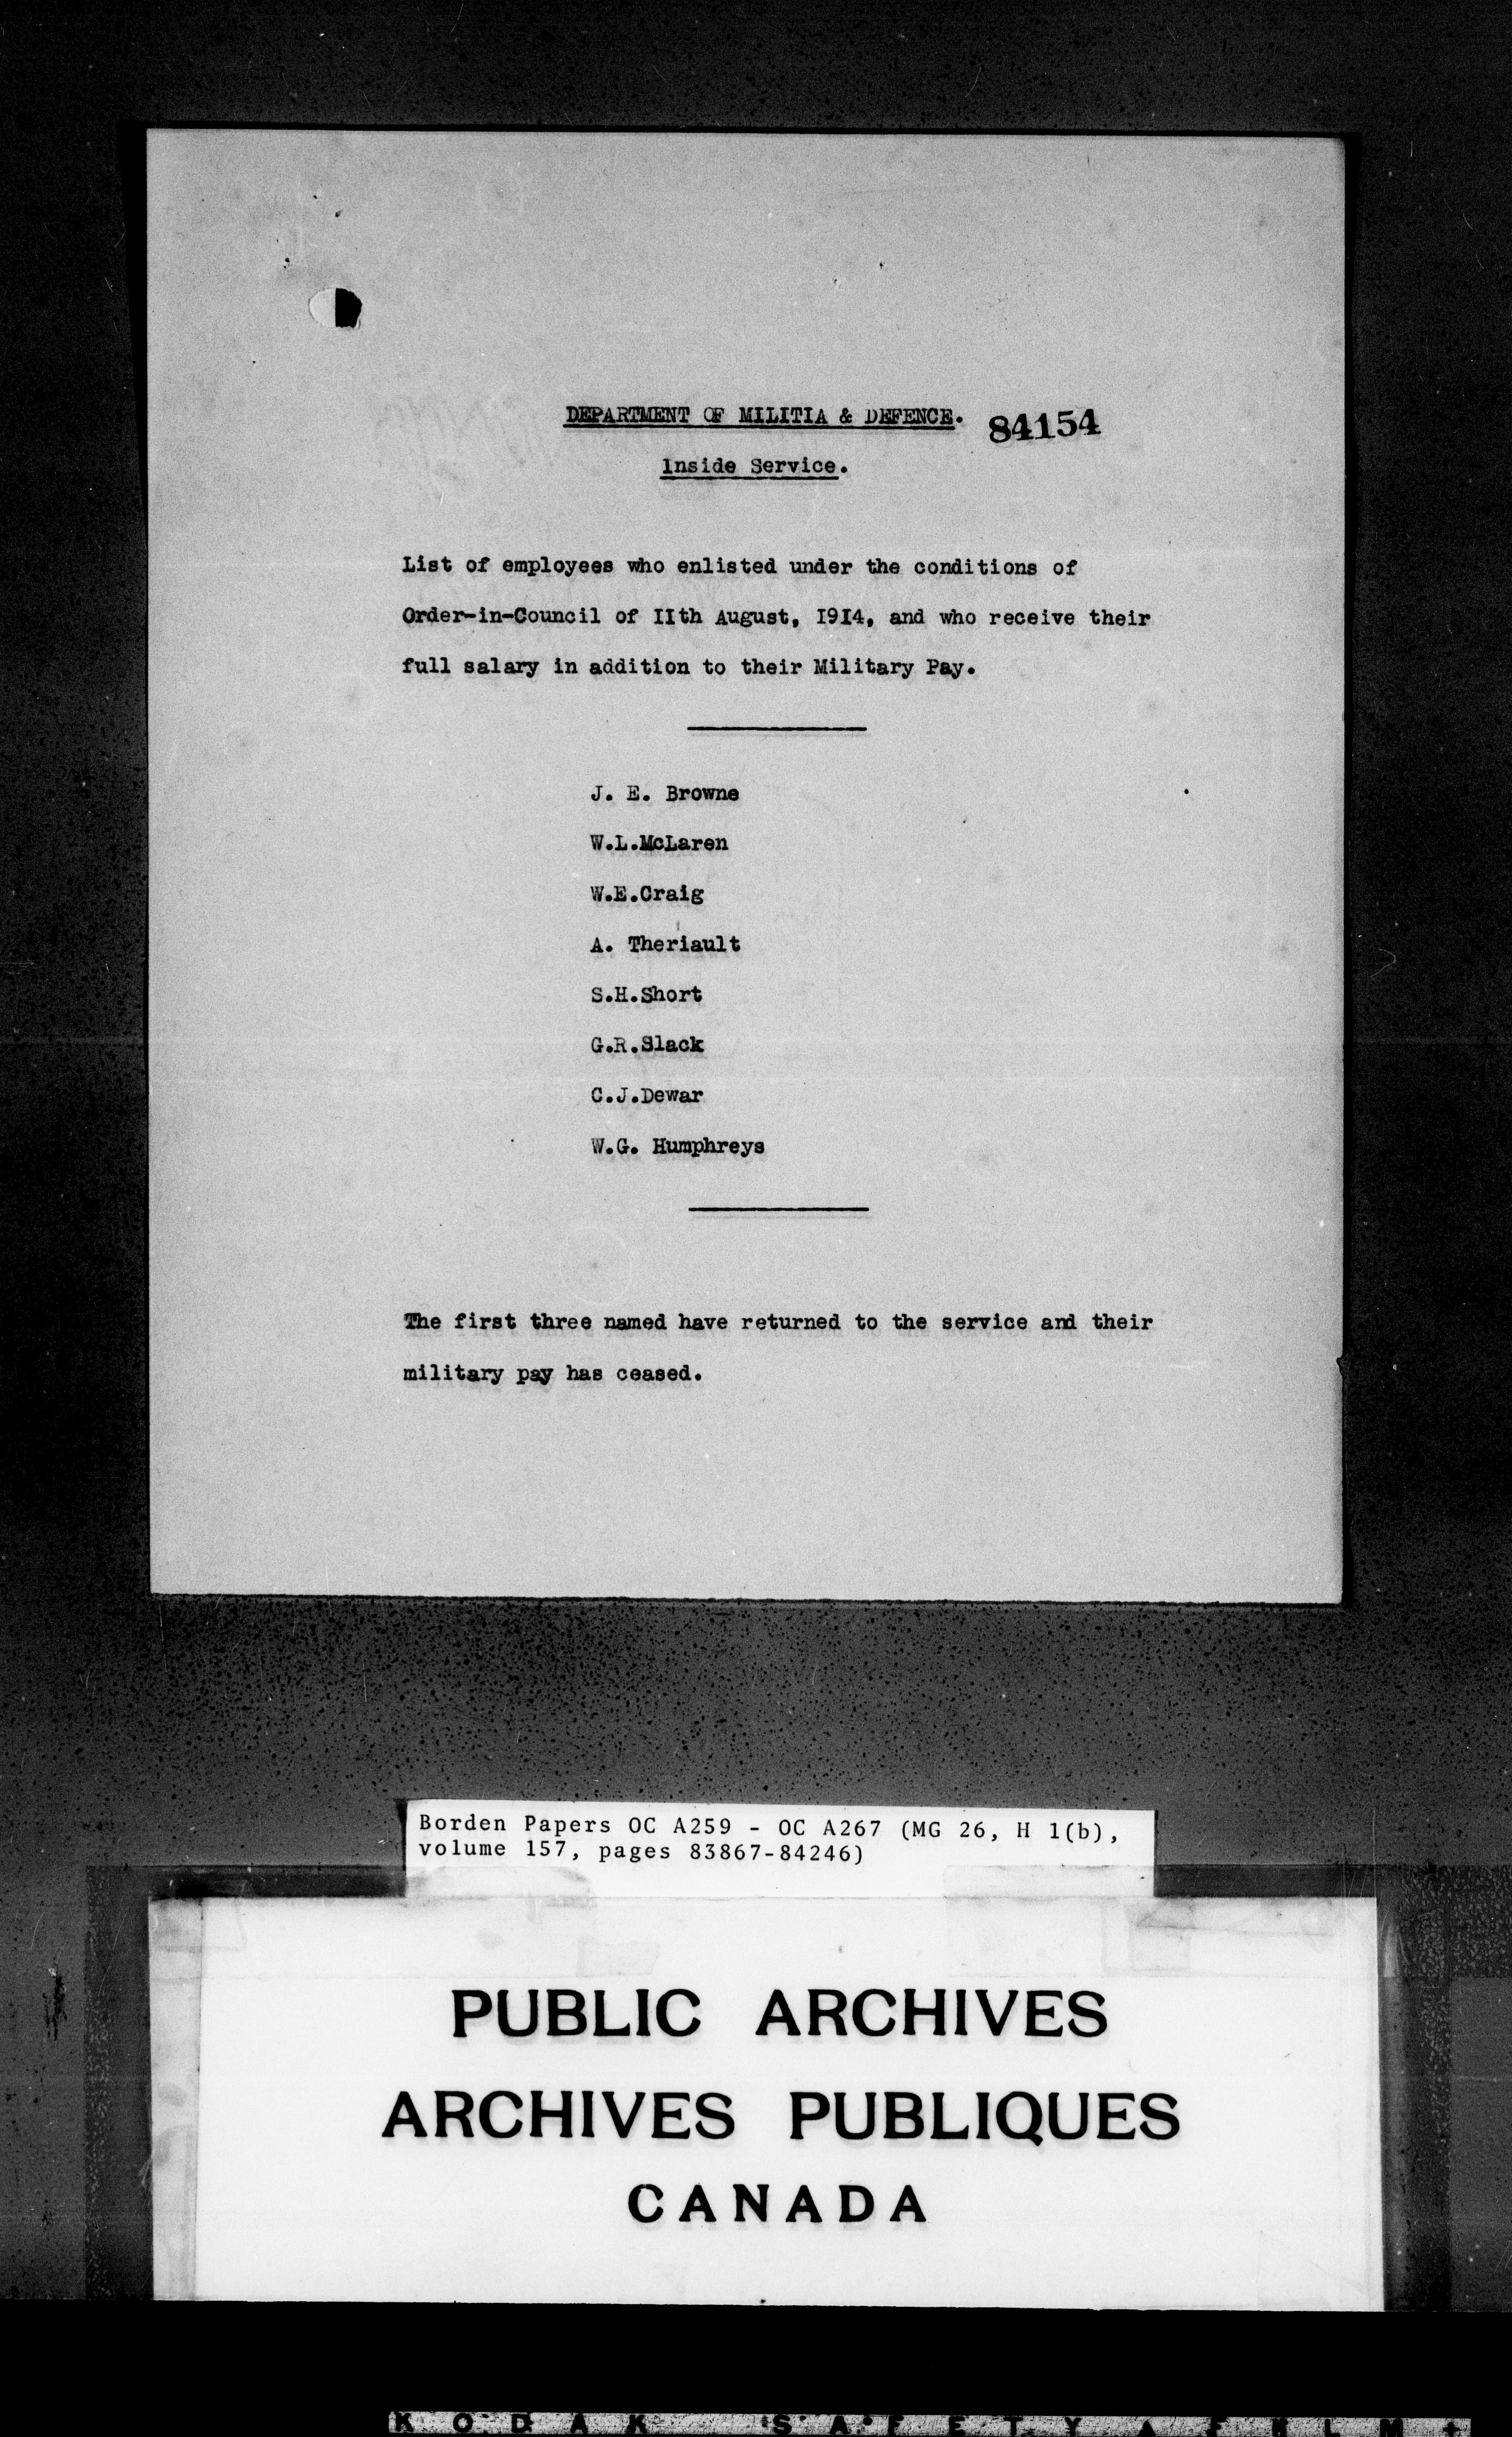 DEPARTMENT OF MILITIA & DEFENCE. 84154
Inside Service.
List of employees who enlisted under the conditions of
Order-in-Council of IIth August, I9I4, and who receive their
full salary in addition to their Military Pay.
J. E. Browne
W.L.McLaren
W.E.Craig
A. Theriault
S.H.Short
G.R.Slack
C.J.Dewar
W.G. Humphreys
The first three named have returned to the service and their
military pay has ceased.
Borden Papers OC A259 - OC A267 (MG 26, H 1(b),
volume 157, pages 83867-84246)
PUBLIC ARCHIVES
ARCHIVES PUBLIQUES
CANADA
KODAK SAFETY FILM